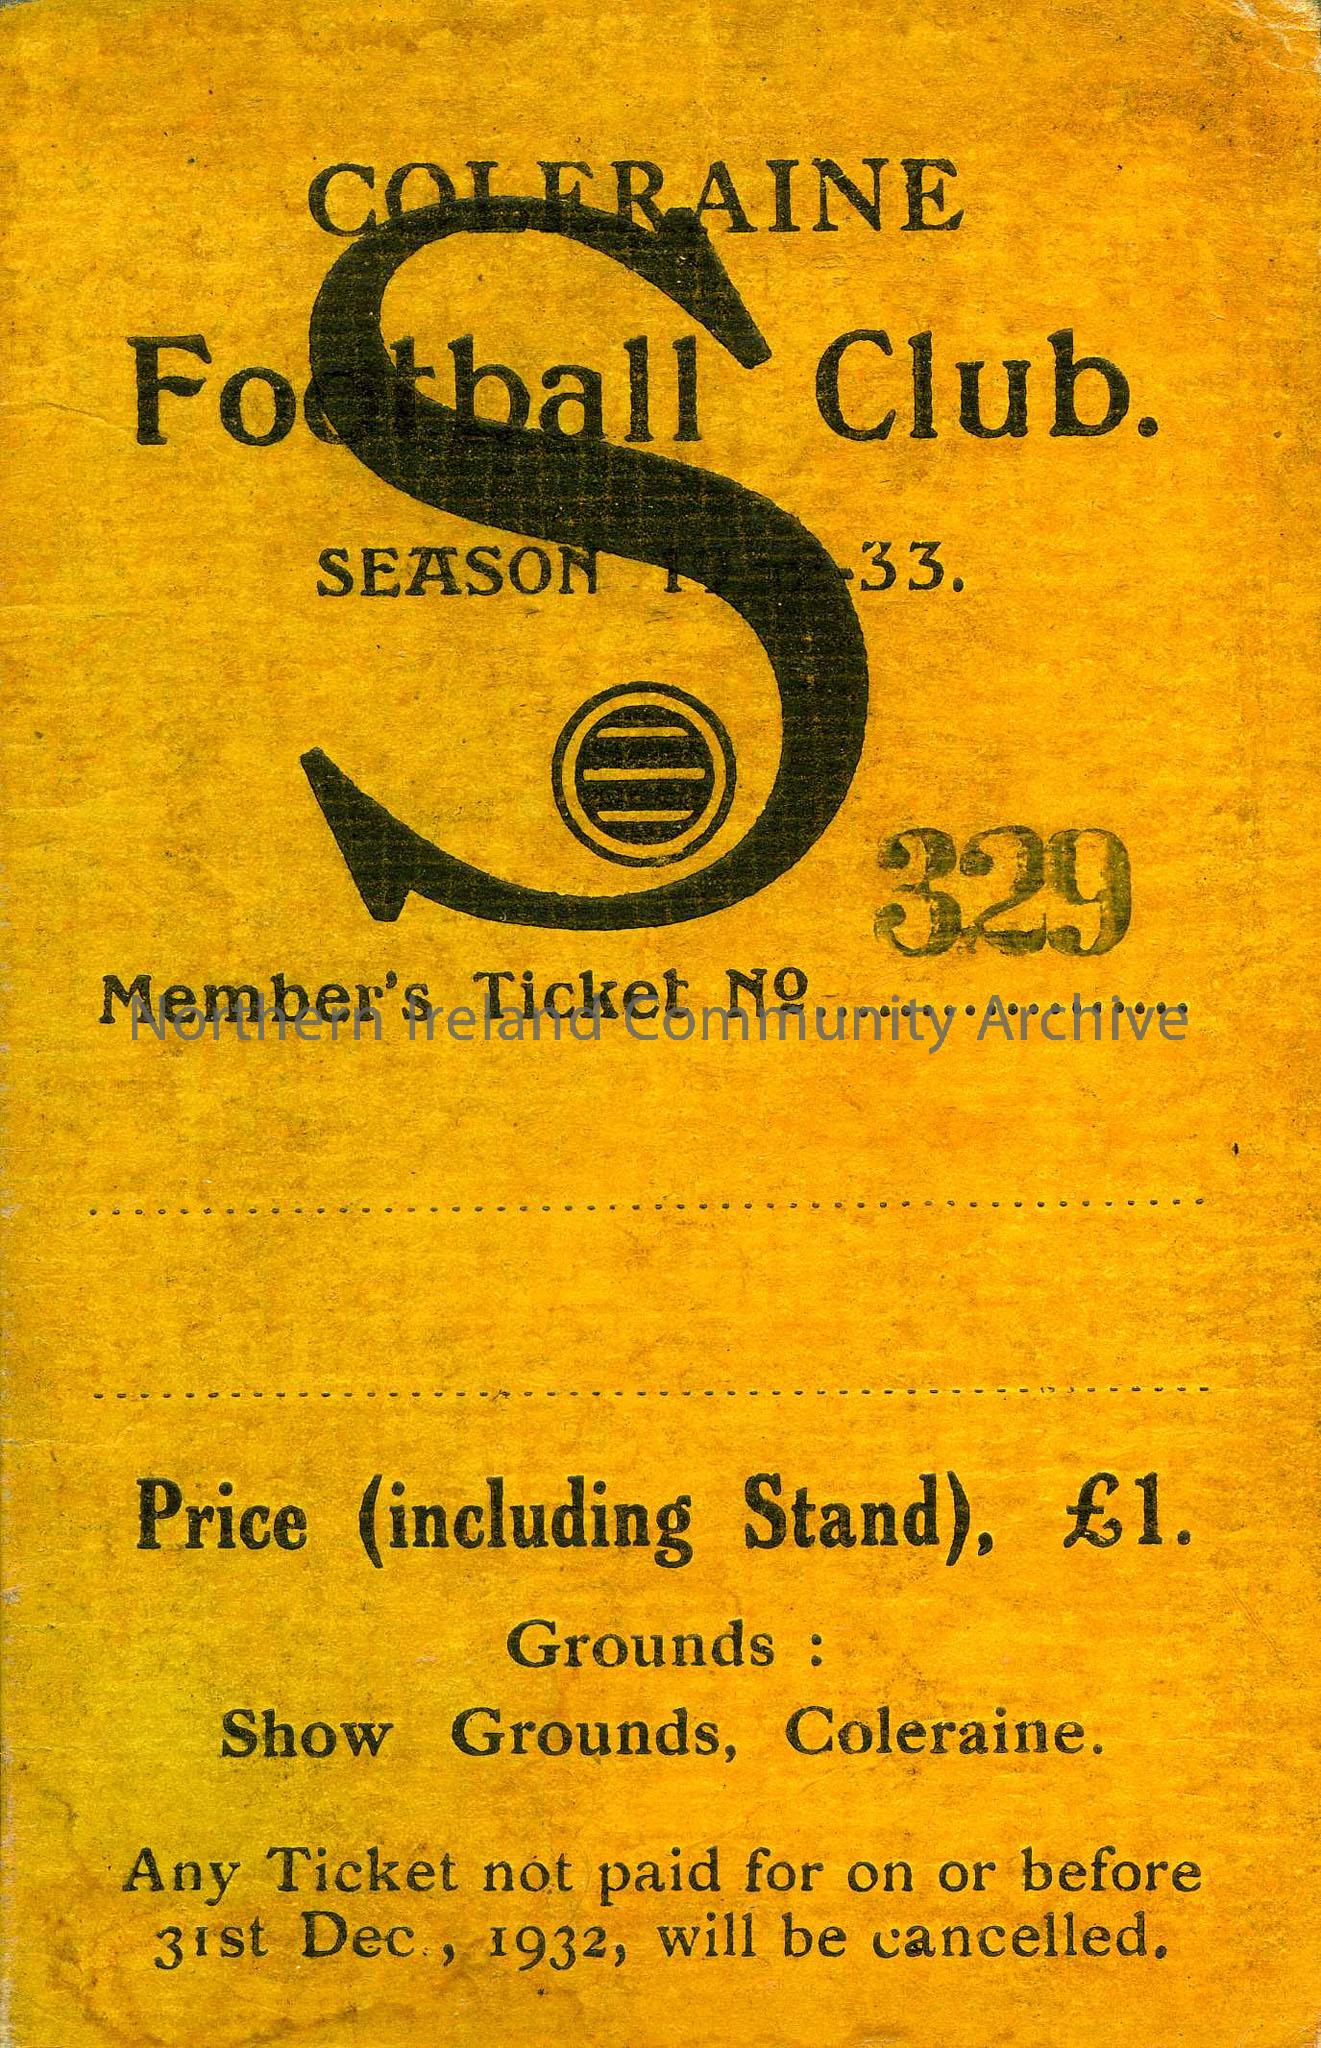 COLERAINE
Football Club.
SEASON -33.
S
329
Member's Ticket No
Northern Ireland Community Archive
Price (including Stand), £1.
Grounds :
Show Grounds, Coleraine.
Any Ticket not paid for on or before
31st Dec., 1932, will be cancelled.